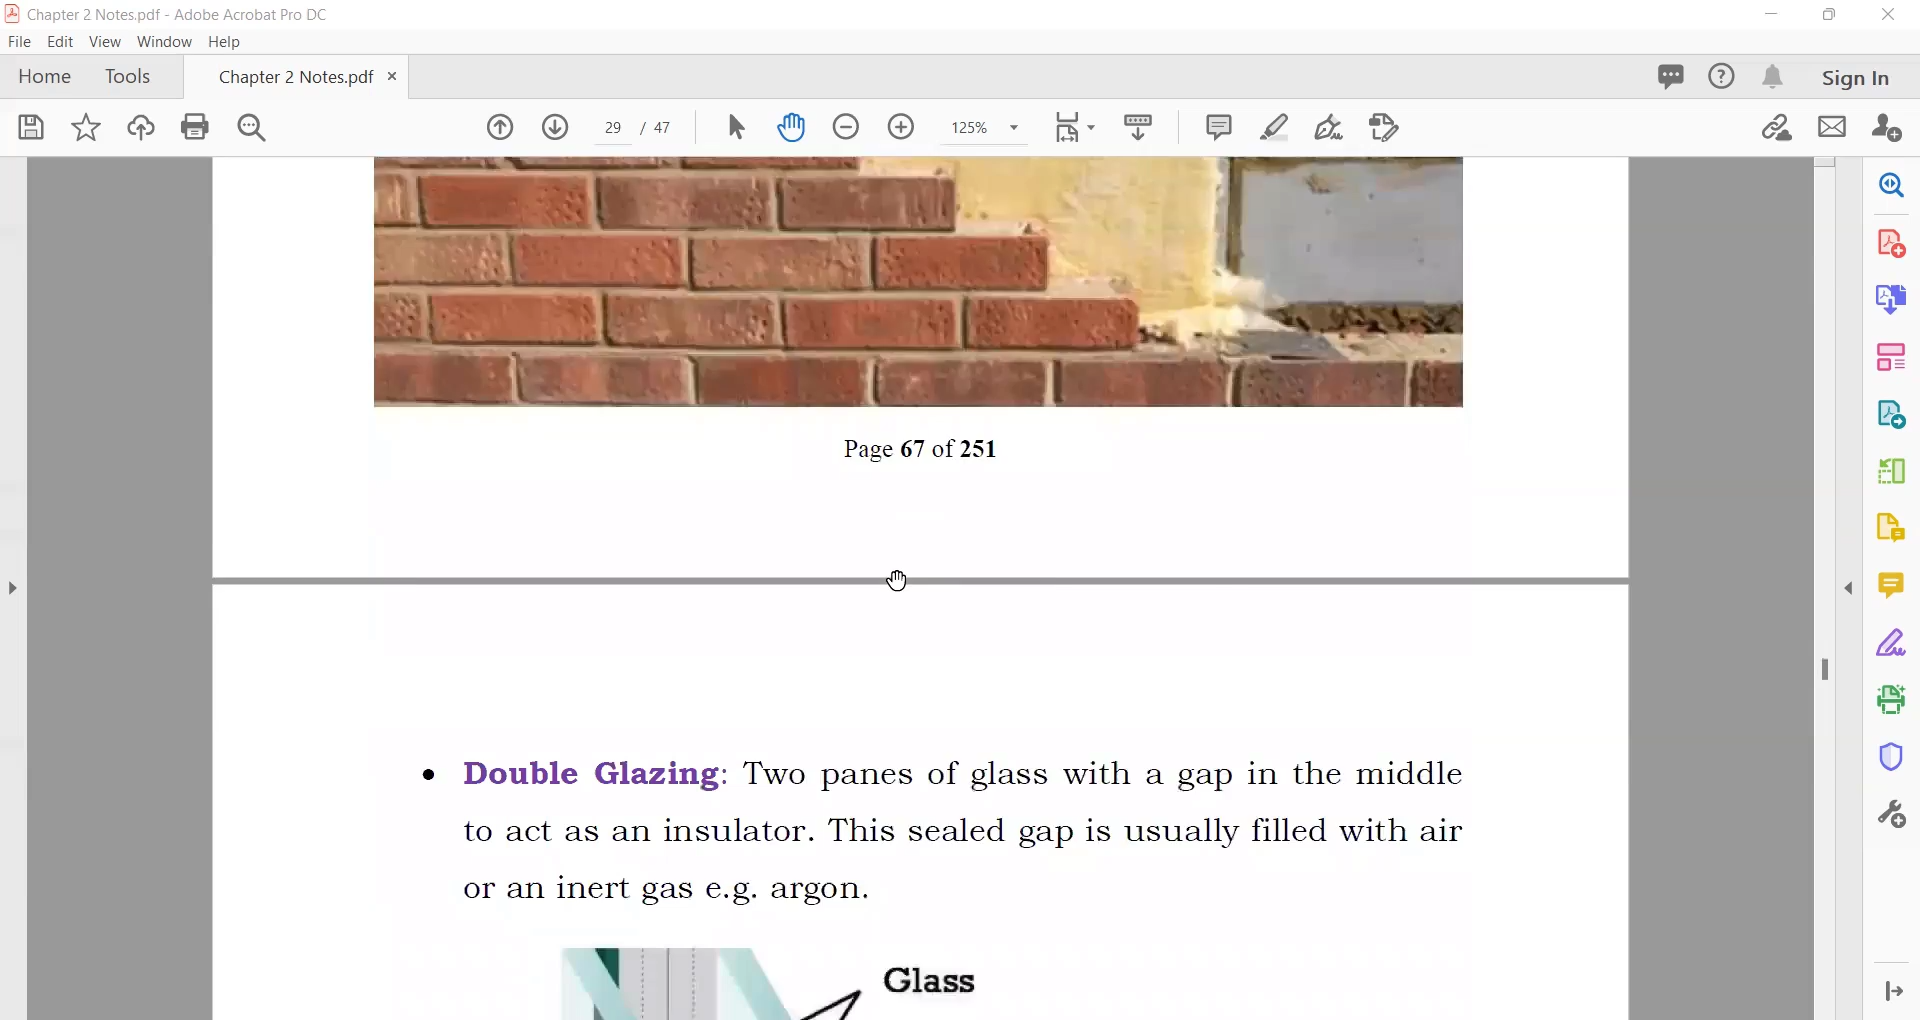 Chapter 2 Notes.pdf - Adobe Acrobat Pro DC
File Edit View Window Help
Home Tools Chapter 2 Notes.pdf × Sign In
29 / 47 125%
Page 67 of 251
• Double Glazing: Two panes of glass with a gap in the middle
to act as an insulator. This sealed gap is usually filled with air
or an inert gas e.g. argon.
Glass